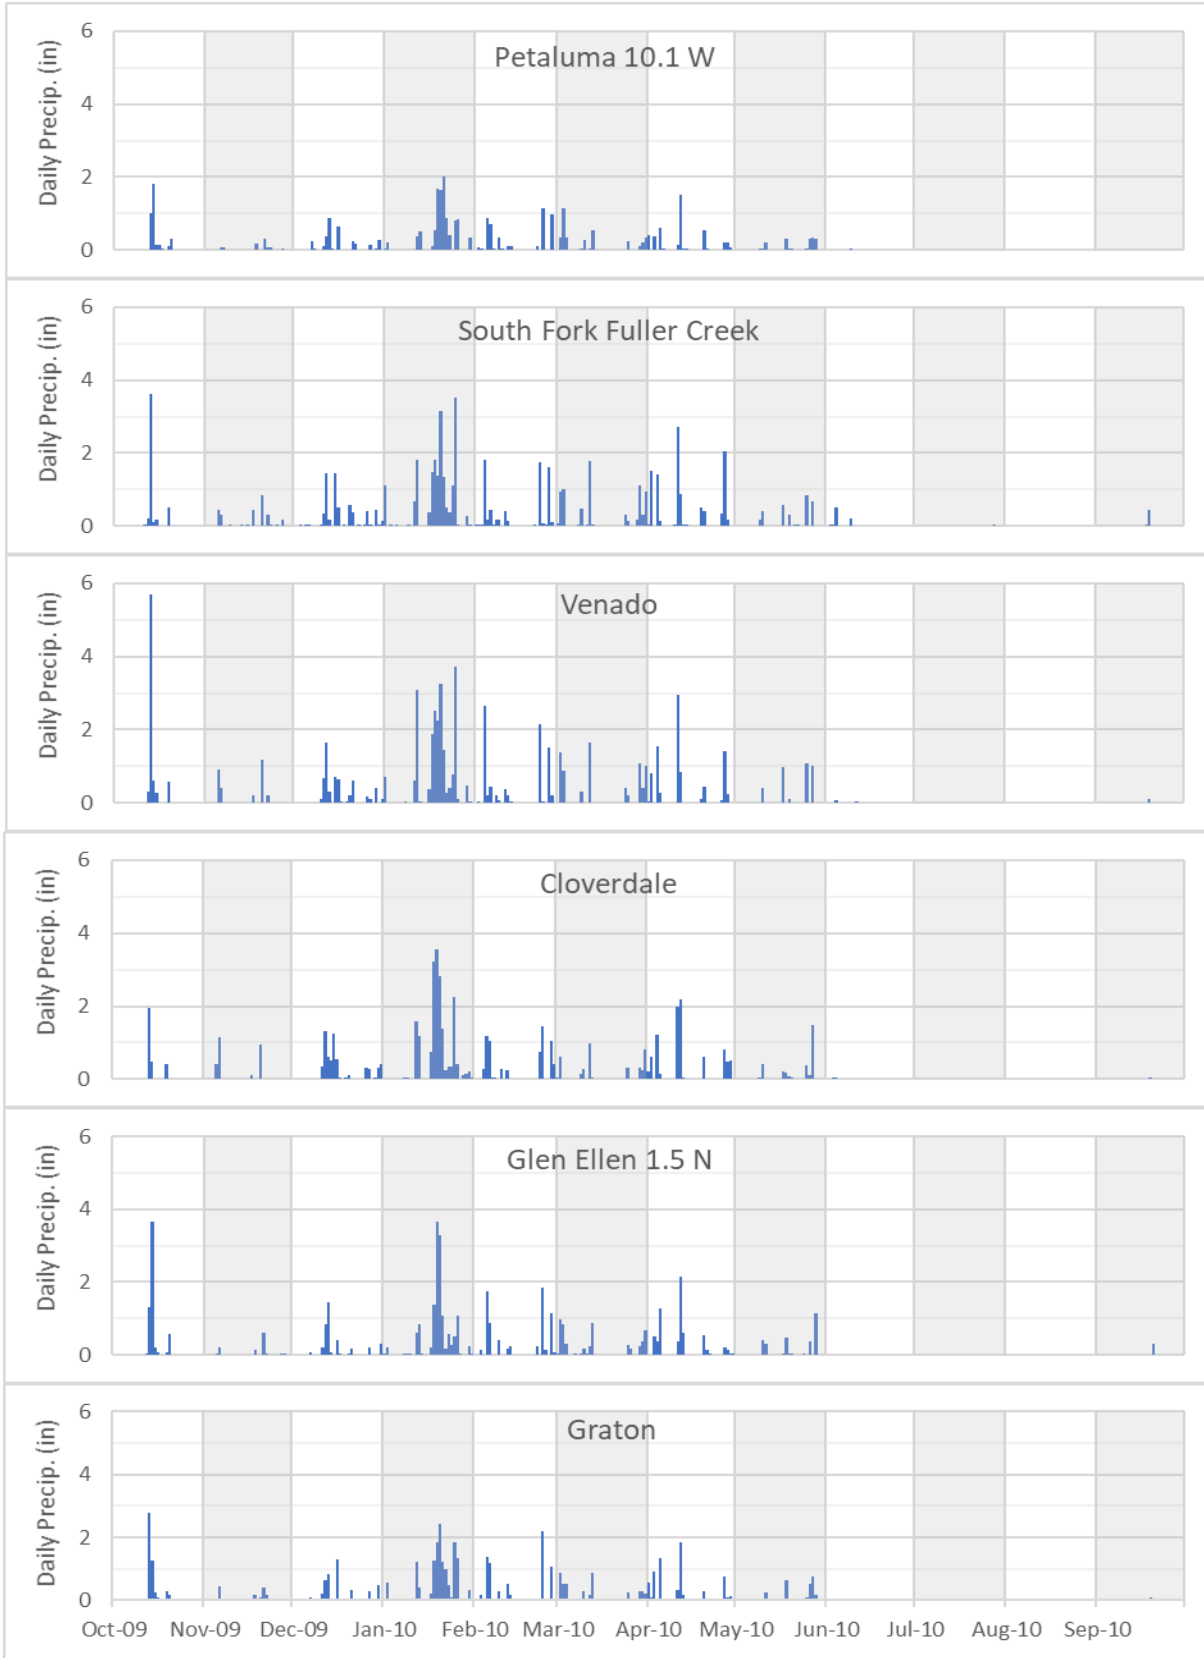 Petaluma 10.1 W
Daily Precip. (in)
6
4
2
0
South Fork Fuller Creek
Daily Precip. (in)
6
4
2
0
Venado
Daily Precip. (in)
6
4
2
0
Cloverdale
Daily Precip. (in)
6
4
2
0
Glen Ellen 1.5 N
Daily Precip. (in)
6
4
2
0
Graton
Daily Precip. (in)
6
4
2
0
Oct-09 Nov-09 Dec-09 Jan-10 Feb-10 Mar-10 Apr-10 May-10 Jun-10 Jul-10 Aug-10 Sep-10